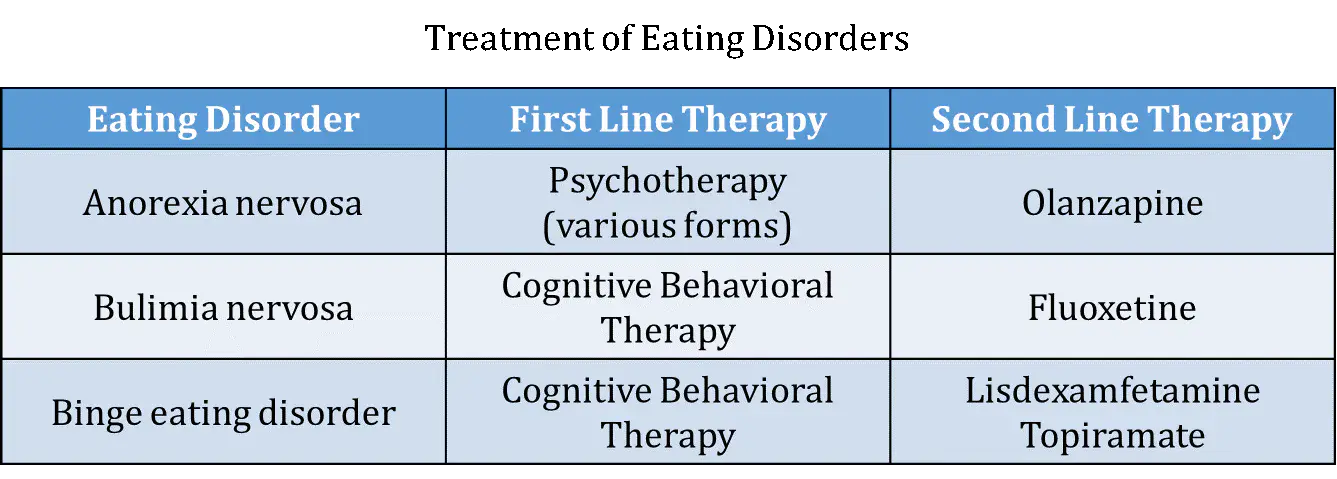 Treatment of Eating Disorders
Eating Disorder First Line Therapy Second Line Therapy
Anorexia nervosa
Psychotherapy
(various forms)
Olanzapine
Bulimia nervosa
Cognitive Behavioral
Therapy
Fluoxetine
Binge eating disorder
Cognitive Behavioral
Therapy
Lisdexamfetamine
Topiramate